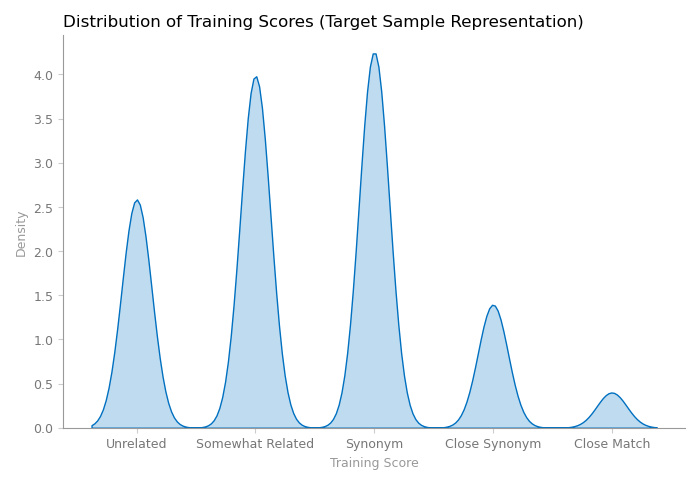 Distribution of Training Scores (Target Sample Representation)
4.0
3.5
3.0
2.5
2.0
1.5
1.0
0.5
0.0
Density
Unrelated Somewhat Related Synonym Close Synonym Close Match
Training Score